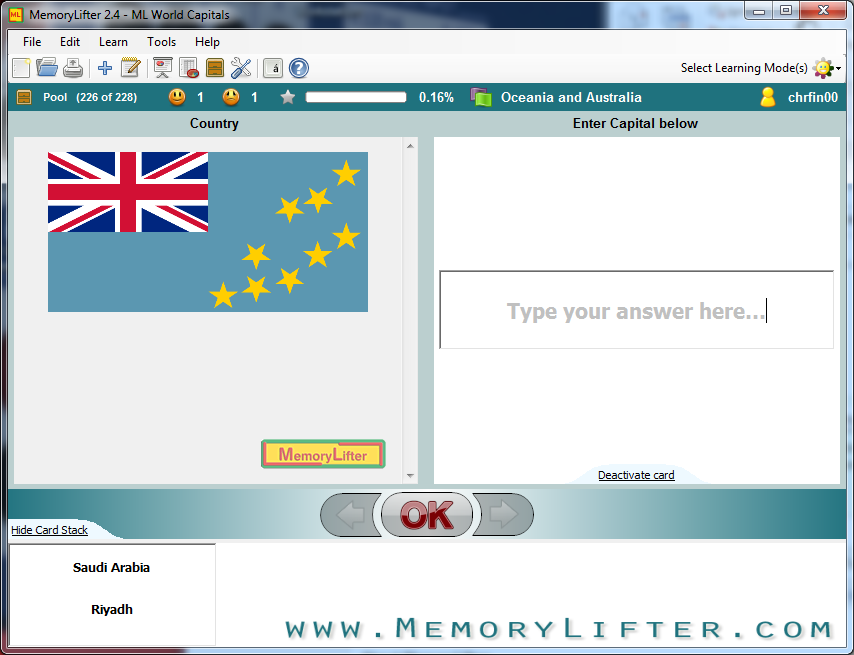 MemoryLifter 2.4 - ML World Capitals
File Edit Learn Tools Help
á ?
Select Learning Mode(s)
Pool (226 of 228) 1 1 0.16% Oceania and Australia chrfin00
Country
Enter Capital below
Type your answer here...
MemoryLifter
Deactivate card
OK
Hide Card Stack
Saudi Arabia
Riyadh
www.MemoryLifter.com